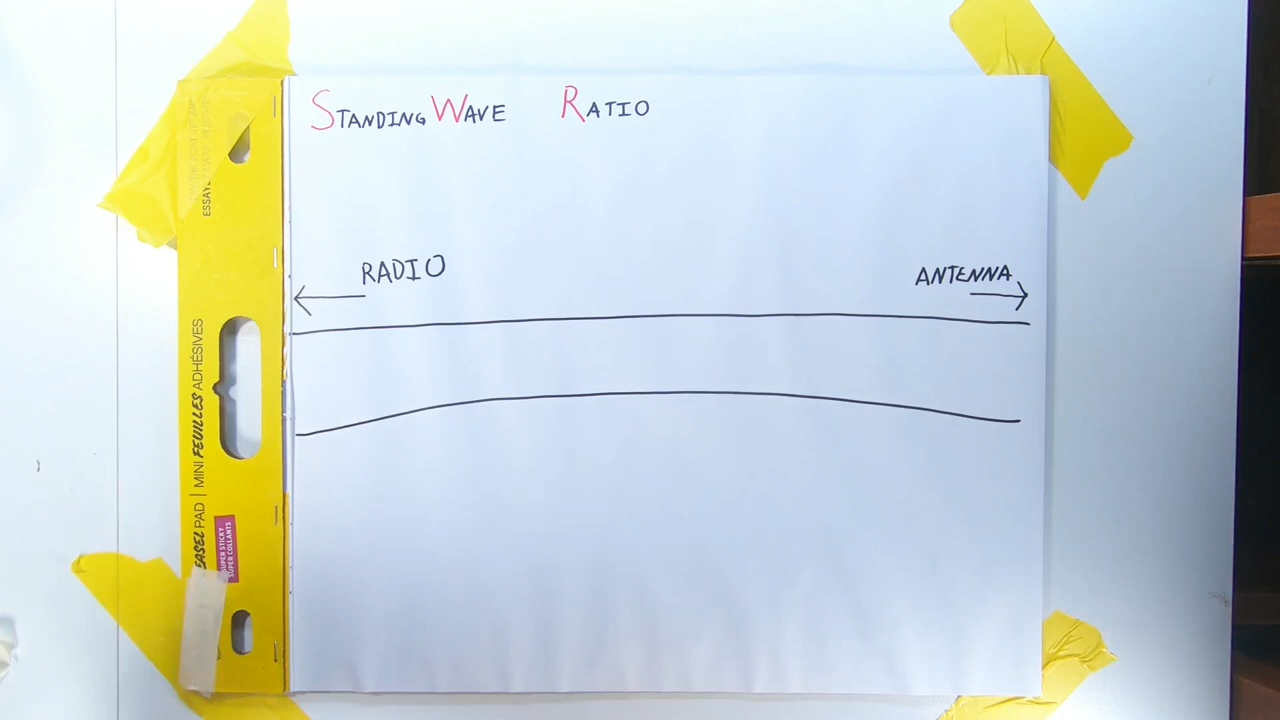 STANDING WAVE RATIO
RADIO
ANTENNA
EASEL PAD | MINI FEUILLES ADHÉSIVES
SUPER STICKY
SUPER COLLANTS